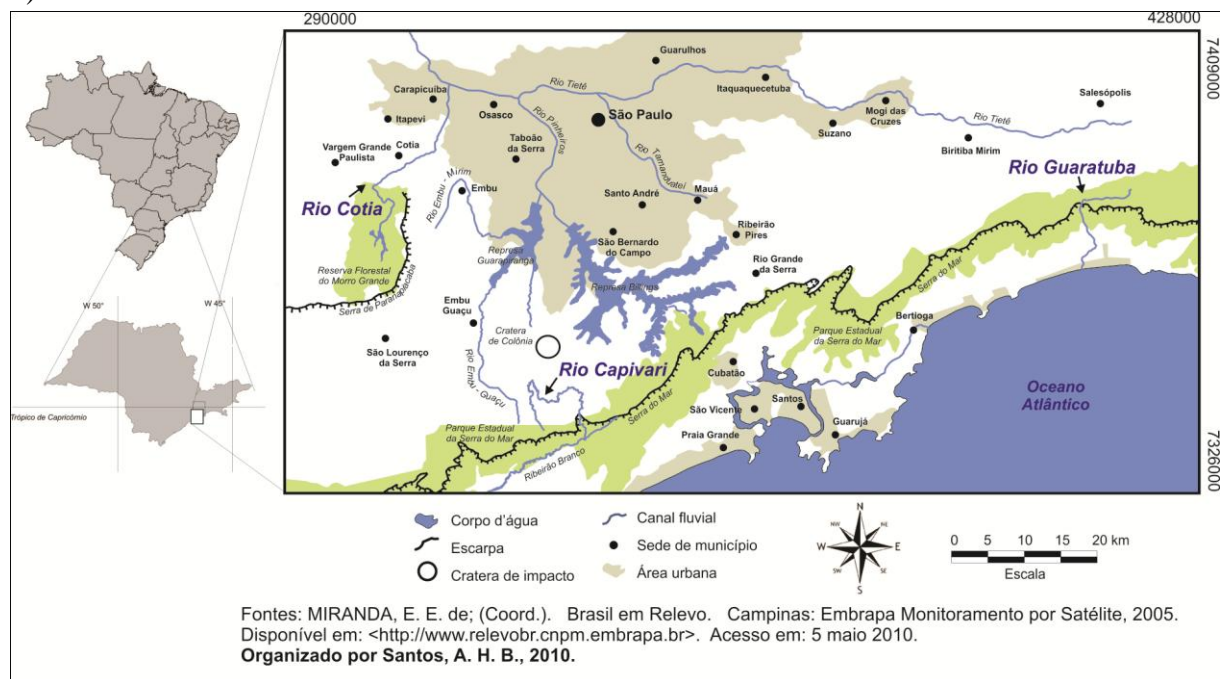 290000
428000
7409000
7326000
Guarulhos
Carapicuíba
Itapevi
Osasco
Rio Tietê
São Paulo
Itaquaquecetuba
Salesópolis
Mogi das
Cruzes
Suzano
Rio Tietê
Biritiba Mirim
Vargem Grande
Paulista
Cotia
Taboão
da Serra
Rio Pinheiros
Rio
Tamanduateí
Rio Guaratuba
Rio Cotia
Rio Embu - Mirim
Embu
Santo André
Mauá
Ribeirão
Pires
São Bernardo
do Campo
Represa
Guarapiranga
Reserva Florestal
do Morro Grande
Serra de Paranapiacaba
Represa Billings
Rio Grande
da Serra
Serra do Mar
Embu
Guaçu
Cratera
de Colônia
São Lourenço
da Serra
Parque Estadual
da Serra do Mar
Bertioga
Rio Capivari
Cubatão
Rio Embu - Guaçu
Serra do Mar
São Vicente
Santos
Guarujá
Praia Grande
Oceano
Atlântico
Parque Estadual
da Serra do Mar
Ribeirão Branco
W 50°
W 45°
Trópico de Capricórnio
Corpo d'água
Escarpa
Cratera de impacto
Canal fluvial
Sede de município
Área urbana
N
NW
NE
W
E
SW
SE
S
0 5 10 15 20 km
Escala
Fontes: MIRANDA, E. E. de; (Coord.). Brasil em Relevo. Campinas: Embrapa Monitoramento por Satélite, 2005.
Disponível em: <http://www.relevobr.cnpm.embrapa.br>. Acesso em: 5 maio 2010.
Organizado por Santos, A. H. B., 2010.